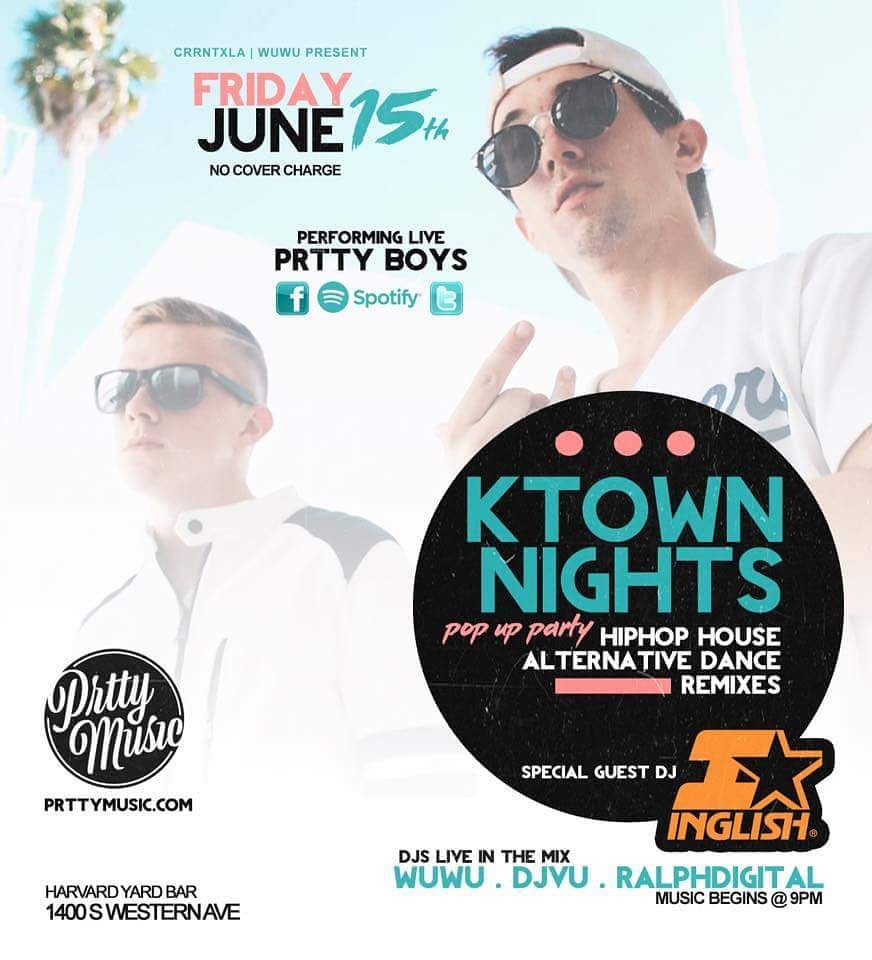 CRRNTXLA | WUWU PRESENT
FRIDAY
JUNE 15th
NO COVER CHARGE
PERFORMING LIVE
PRTTY BOYS
f Spotify t
KTOWN
NIGHTS
pop up party HIPHOP HOUSE
ALTERNATIVE DANCE
REMIXES
Prtty
Music
PRTTYMUSIC.COM
SPECIAL GUEST DJ
INGLISH®
DJS LIVE IN THE MIX
WUWU . DJVU . RALPHDIGITAL
MUSIC BEGINS @ 9PM
HARVARD YARD BAR
1400 S WESTERN AVE